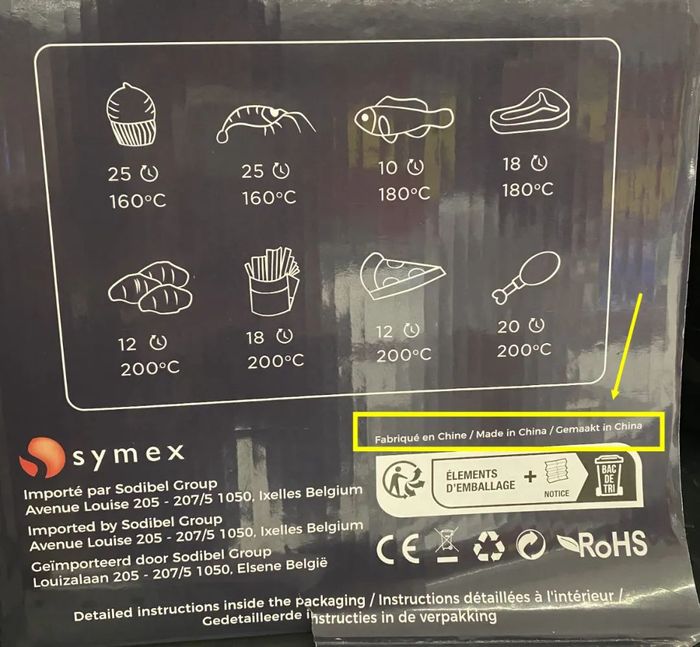 25 25 10 18
160°C 160°C 180°C 180°C
12 18 12 20
200°C 200°C 200°C 200°C
Fabriqué en Chine / Made in China / Gemaakt in China
symex
Importé par Sodibel Group
Avenue Louise 205 - 207/5 1050, Ixelles Belgium
Imported by Sodibel Group
Avenue Louise 205 - 207/5 1050, Ixelles Belgium
Geïmporteerd door Sodibel Group
Louizalaan 205 - 207/5 1050, Elsene België
ÉLEMENTS
D'EMBALLAGE
+
NOTICE
BAC
DE
TRI
CE RoHS
Detailed instructions inside the packaging / Instructions détaillées à l'intérieur /
Gedetailleerde instructies in de verpakking